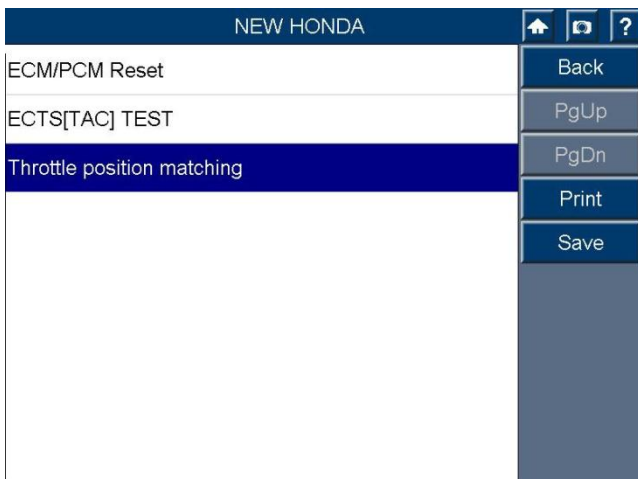 NEW HONDA
?
ECM/PCM Reset
ECTS[TAC] TEST
Throttle position matching
Back
PgUp
PgDn
Print
Save